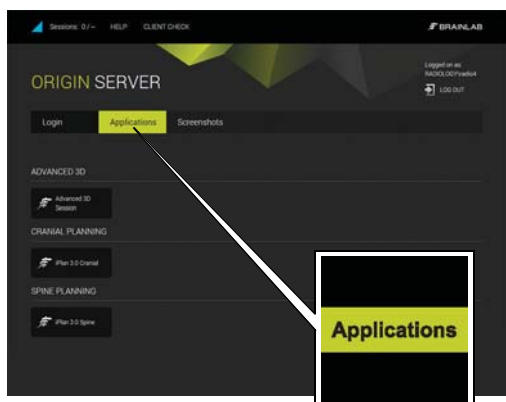 Sessions: 0 / – HELP CLIENT CHECK BRAINLAB
Logged on as:
RADIOLOGY\radio4
LOG OUT
ORIGIN SERVER
Login Applications Screenshots
ADVANCED 3D
Advanced 3D
Session
CRANIAL PLANNING
iPlan 3.0 Cranial
SPINE PLANNING
iPlan 3.0 Spine
Applications